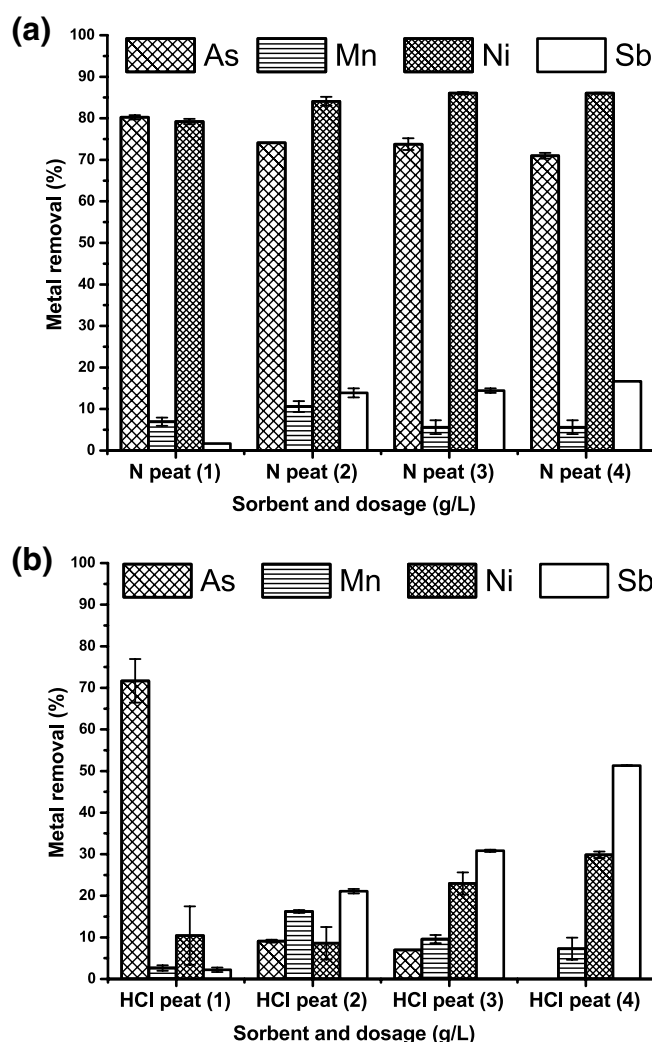 (a)
100
90
80
70
60
50
40
30
20
10
0
Metal removal (%)
As Mn Ni Sb
N peat (1) N peat (2) N peat (3) N peat (4)
Sorbent and dosage (g/L)
(b)
100
90
80
70
60
50
40
30
20
10
0
Metal removal (%)
As Mn Ni Sb
HCl peat (1) HCl peat (2) HCl peat (3) HCl peat (4)
Sorbent and dosage (g/L)